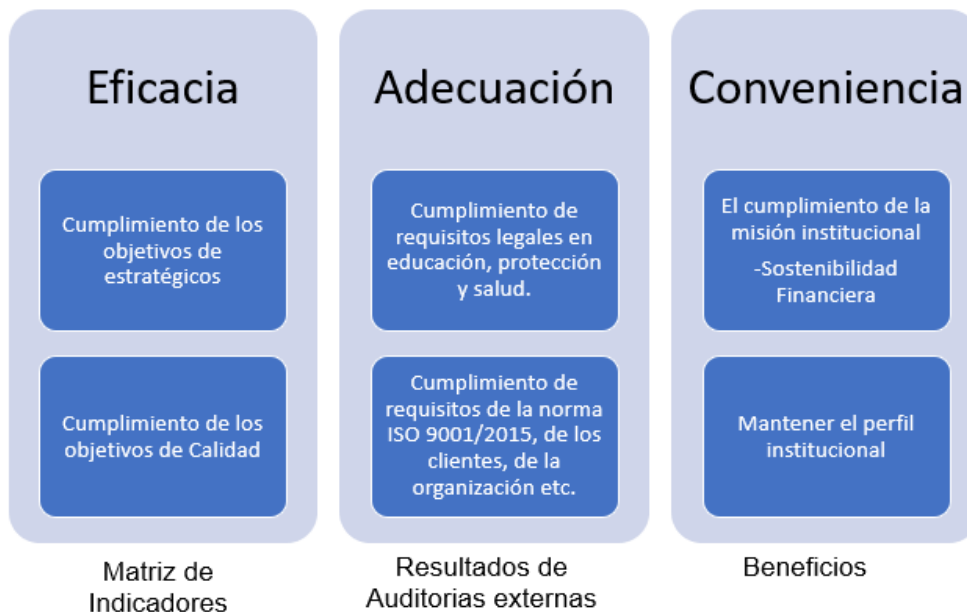 Eficacia
Cumplimiento de los
objetivos de
estratégicos
Cumplimiento de los
objetivos de Calidad
Matriz de
Indicadores
Adecuación
Cumplimiento de
requisitos legales en
educación, protección
y salud.
Cumplimiento de
requisitos de la norma
ISO 9001/2015, de los
clientes, de la
organización etc.
Resultados de
Auditorias externas
Conveniencia
El cumplimiento de la
misión institucional
-Sostenibilidad
Financiera
Mantener el perfil
institucional
Beneficios